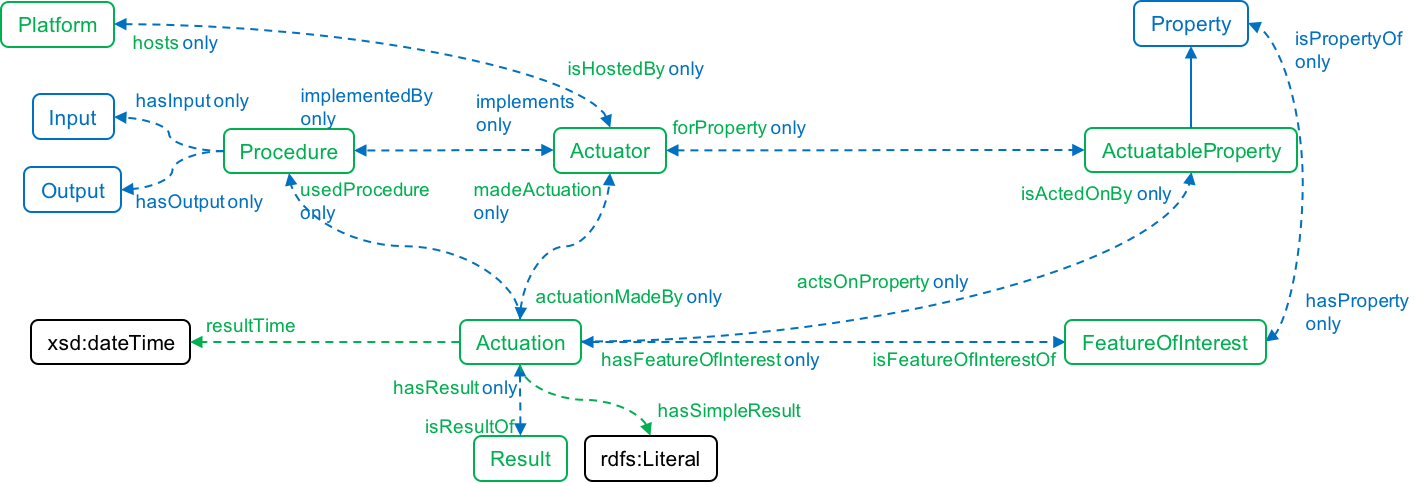 Platform
Property
hosts only
isPropertyOf
only
isHostedBy only
Input
hasInput only
implementedBy
only
implements
only
forProperty only
Procedure
Actuator
ActuatableProperty
Output
hasOutput only
usedProcedure
only
madeActuation
only
isActedOnBy only
actsOnProperty only
actuationMadeBy only
hasProperty
only
xsd:dateTime
resultTime
Actuation
FeatureOfInterest
hasFeatureOfInterest only
isFeatureOfInterestOf
hasResult only
hasSimpleResult
isResultOf
Result
rdfs:Literal